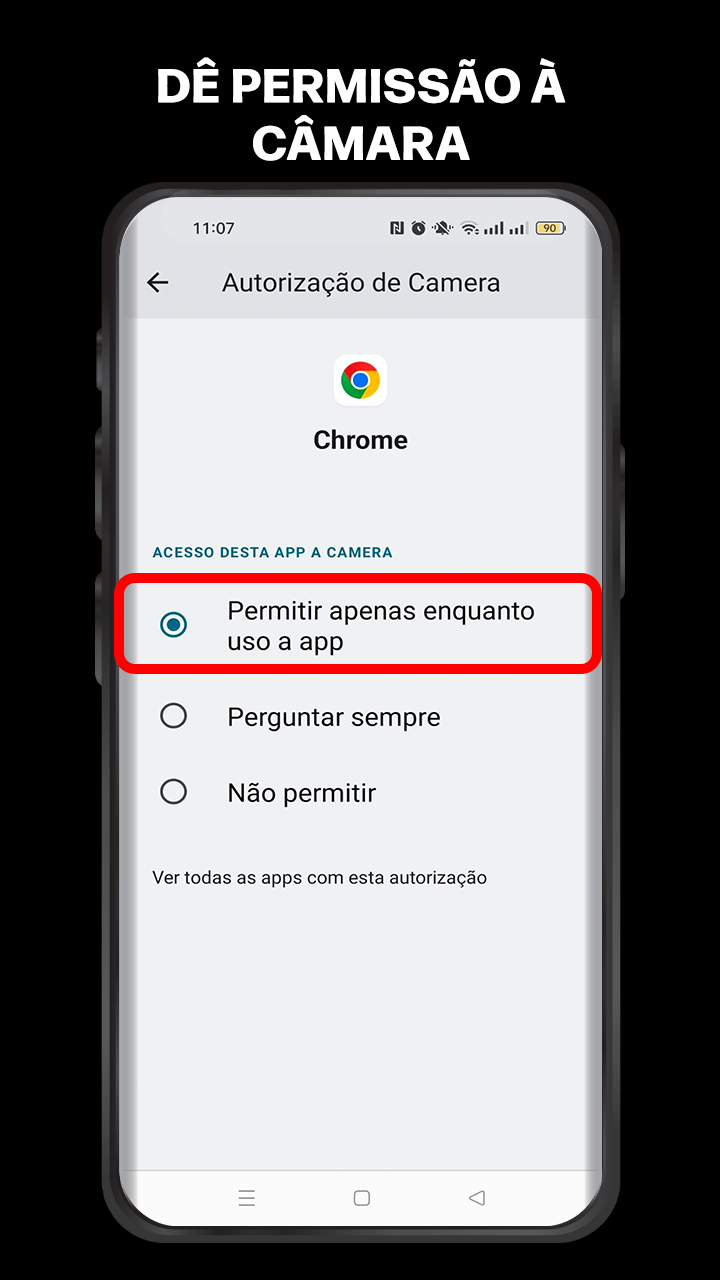 DÊ PERMISSÃO À
CÂMARA
11:07
90
Autorização de Camera
Chrome
ACESSO DESTA APP A CAMERA
Permitir apenas enquanto
uso a app
Perguntar sempre
Não permitir
Ver todas as apps com esta autorização